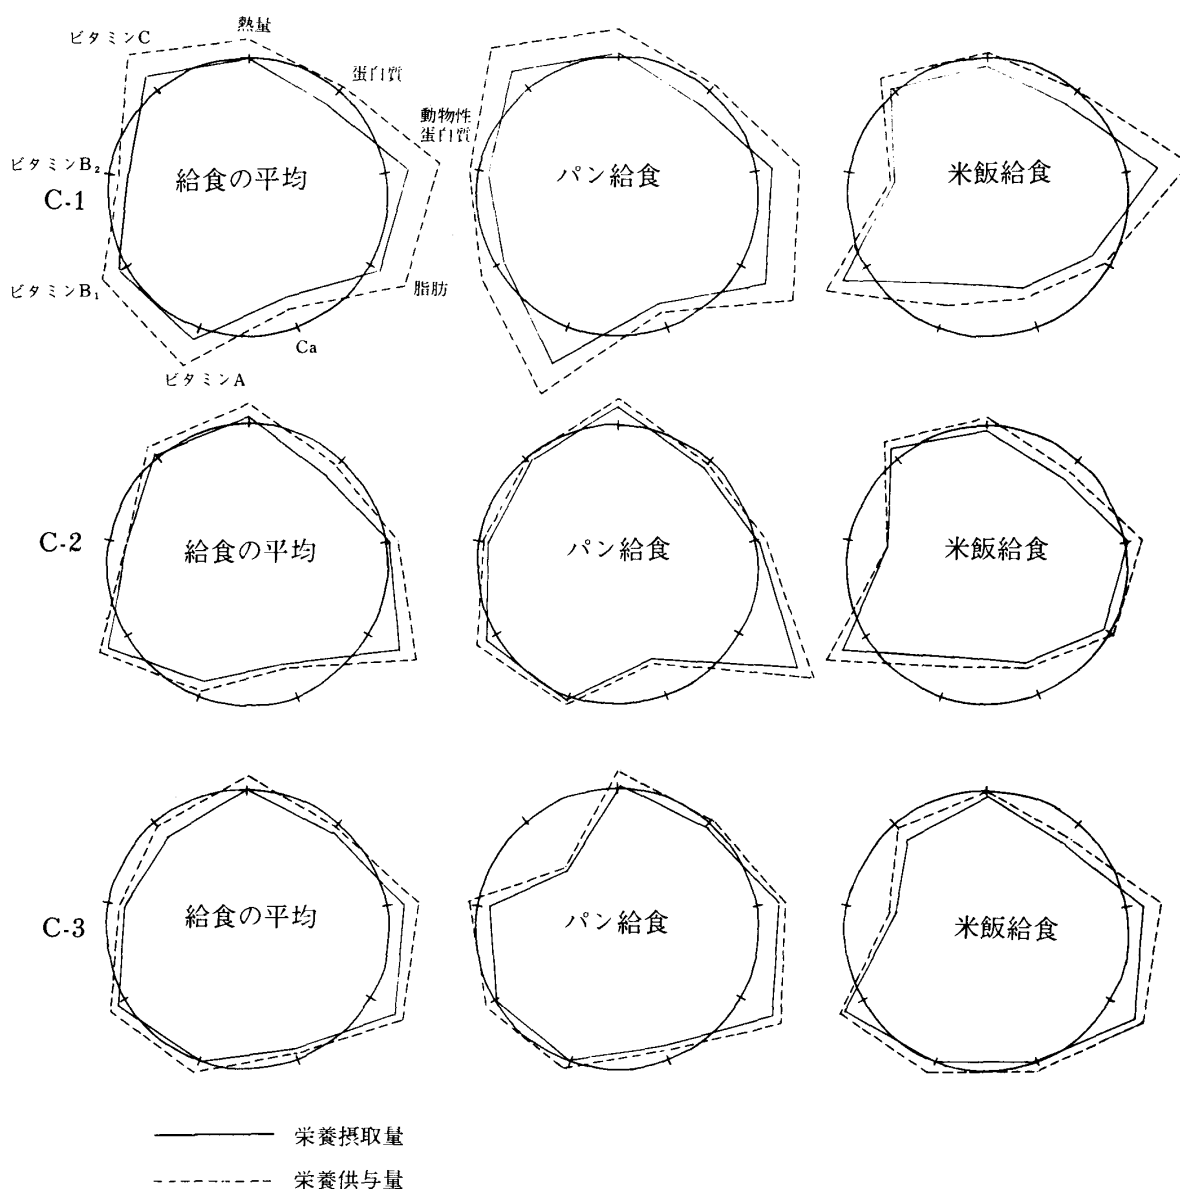 熱量
ビタミンC
蛋白質
動物性
蛋白質
ビタミンB₂
C-1
給食の平均
パン給食
米飯給食
ビタミンB₁
脂肪
Ca
ビタミンA
C-2
給食の平均
パン給食
米飯給食
C-3
給食の平均
パン給食
米飯給食
栄養摂取量
栄養供与量